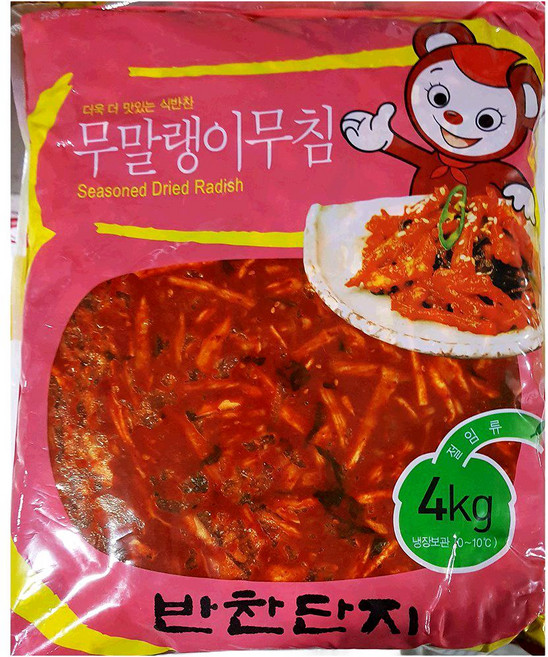 더욱 더 맛있는 식반찬
무말랭이무침
Seasoned Dried Radish
절임류
4kg
냉장보관(0~10℃)
반찬단지